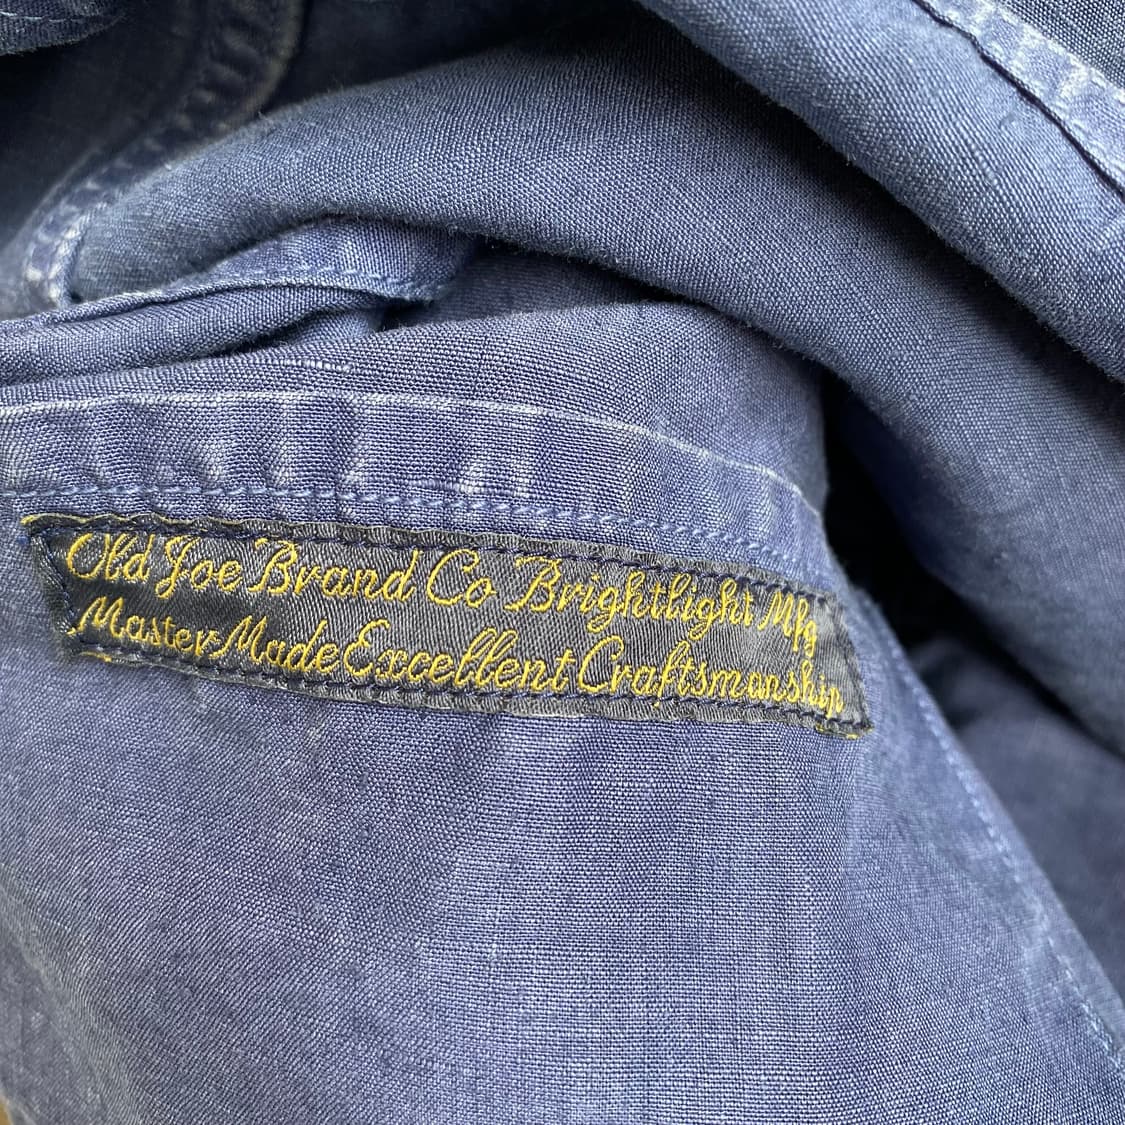 Old Joe Brand Co Brightlight Mfg
Master Made Excellent Craftsmanship